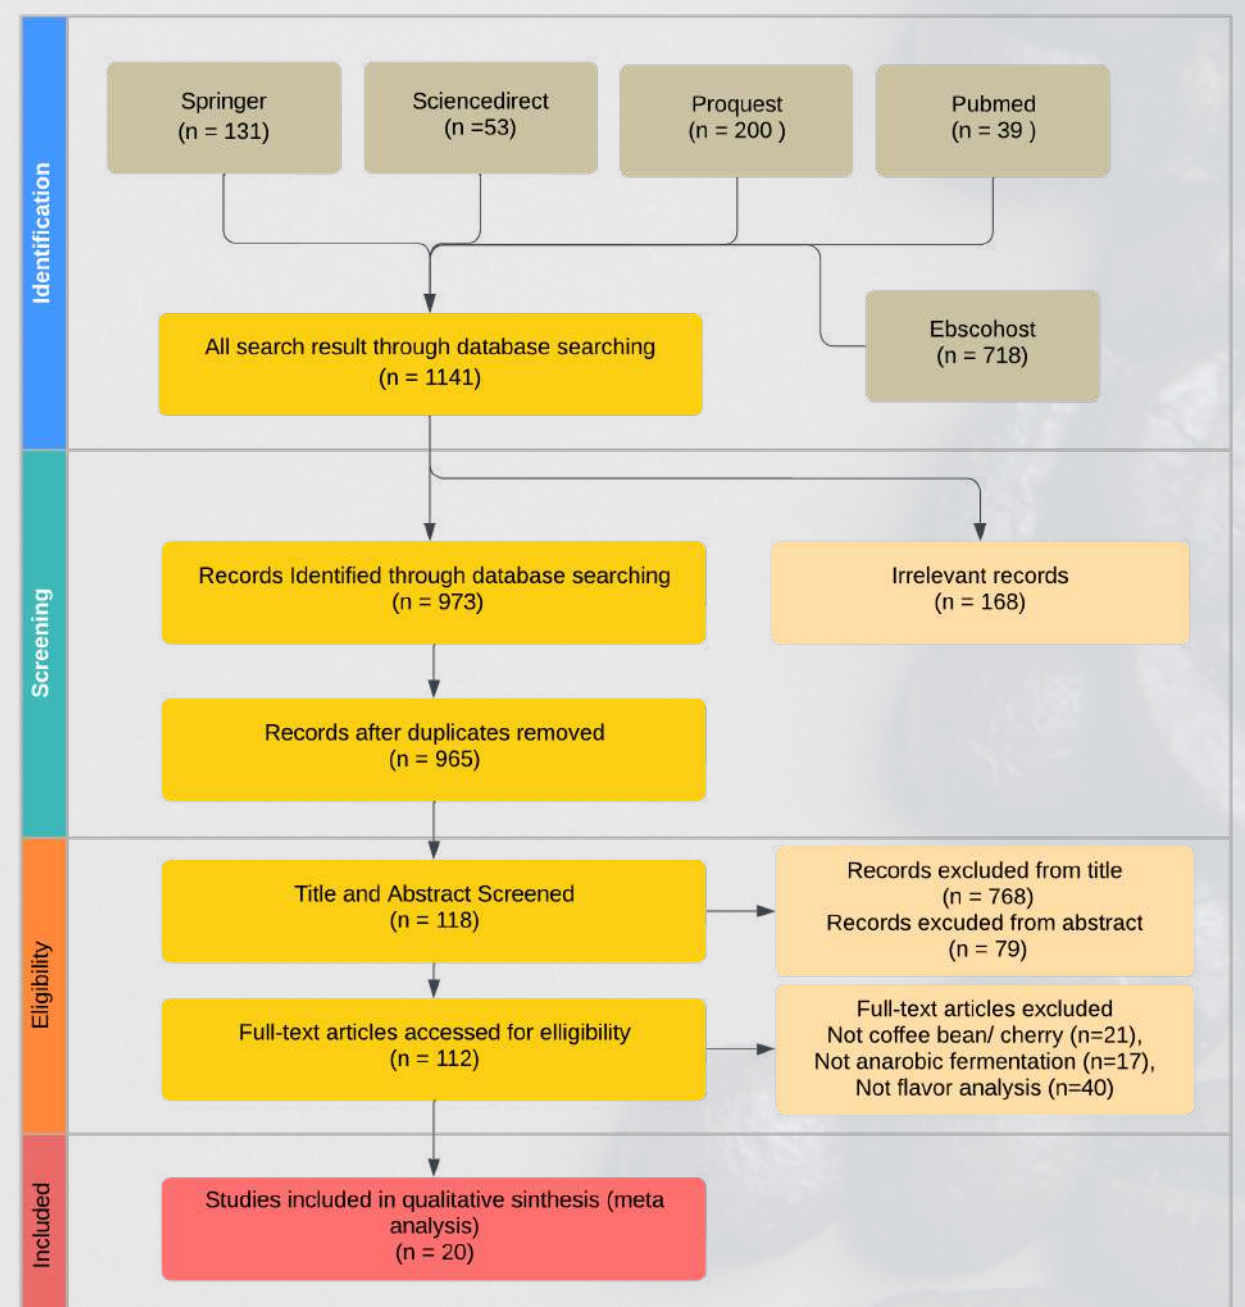 Identification
Springer
(n = 131)
Sciencedirect
(n =53)
Proquest
(n = 200 )
Pubmed
(n = 39 )
Ebscohost
(n = 718)
All search result through database searching
(n = 1141)
Screening
Records Identified through database searching
(n = 973)
Irrelevant records
(n = 168)
Records after duplicates removed
(n = 965)
Eligibility
Title and Abstract Screened
(n = 118)
Records excluded from title
(n = 768)
Records excuded from abstract
(n = 79)
Full-text articles accessed for elligibility
(n = 112)
Full-text articles excluded
Not coffee bean/ cherry (n=21),
Not anarobic fermentation (n=17),
Not flavor analysis (n=40)
Included
Studies included in qualitative sinthesis (meta
analysis)
(n = 20)